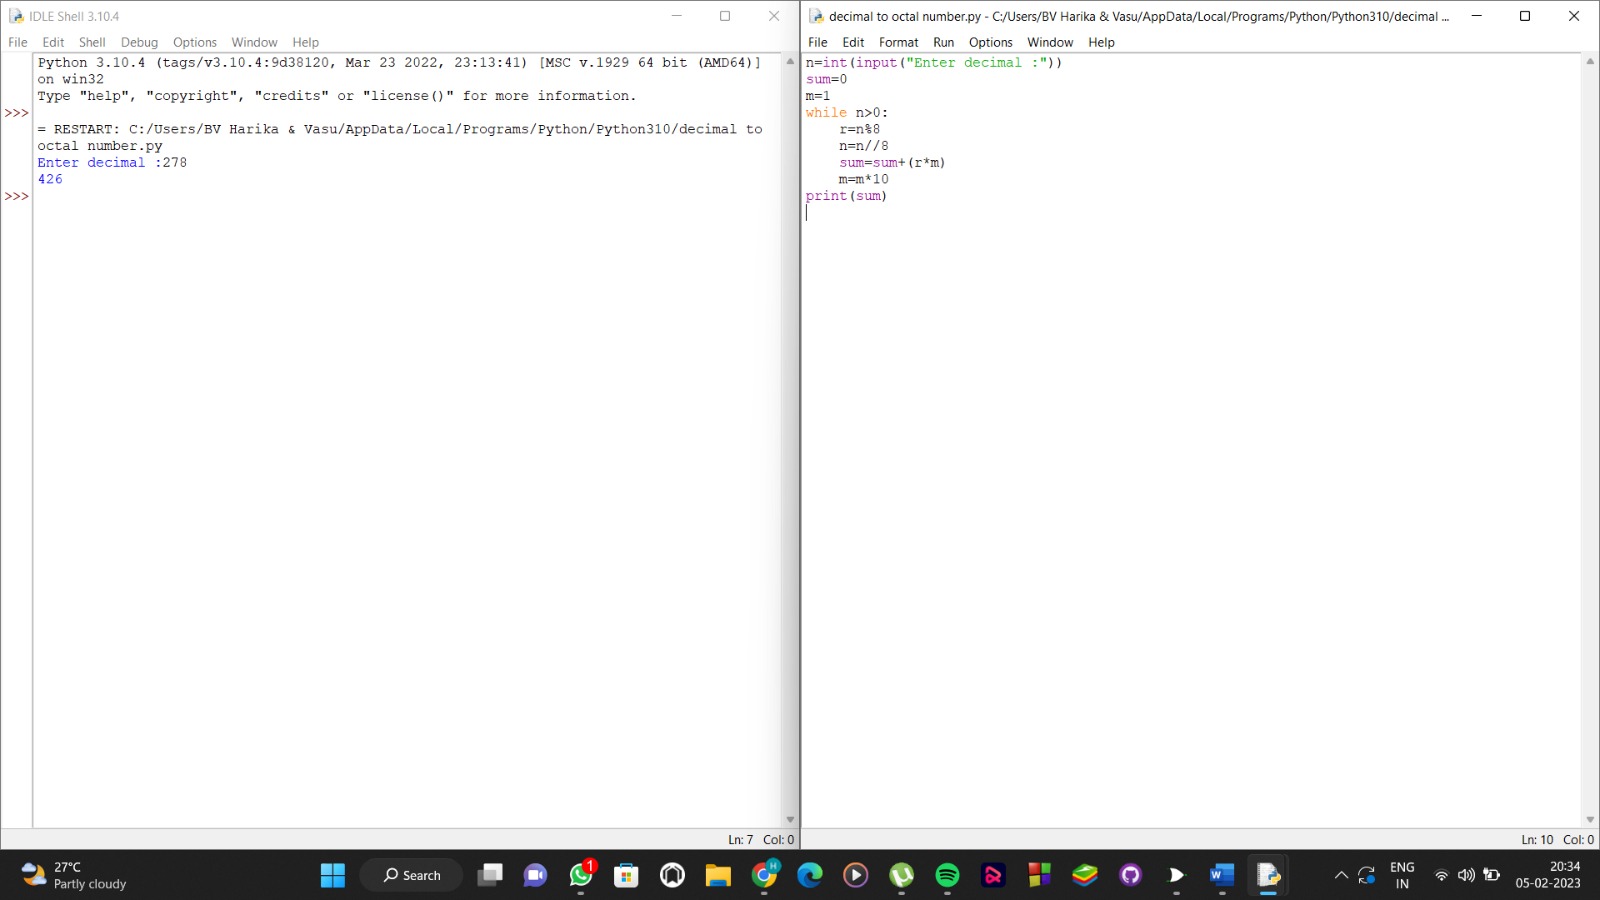 IDLE Shell 3.10.4
File Edit Shell Debug Options Window Help
Python 3.10.4 (tags/v3.10.4:9d38120, Mar 23 2022, 23:13:41) [MSC v.1929 64 bit (AMD64)]
on win32
Type "help", "copyright", "credits" or "license()" for more information.
>>>
= RESTART: C:/Users/BV Harika & Vasu/AppData/Local/Programs/Python/Python310/decimal to
octal number.py
Enter decimal :278
426
>>>
Ln: 7 Col: 0
decimal to octal number.py - C:/Users/BV Harika & Vasu/AppData/Local/Programs/Python/Python310/decimal ...
File Edit Format Run Options Window Help
n=int(input("Enter decimal :"))
sum=0
m=1
while n>0:
    r=n%8
    n=n//8
    sum=sum+(r*m)
    m=m*10
print(sum)
Ln: 10 Col: 0
27°C
Partly cloudy
Search
1
H
W
ENG
IN
20:34
05-02-2023